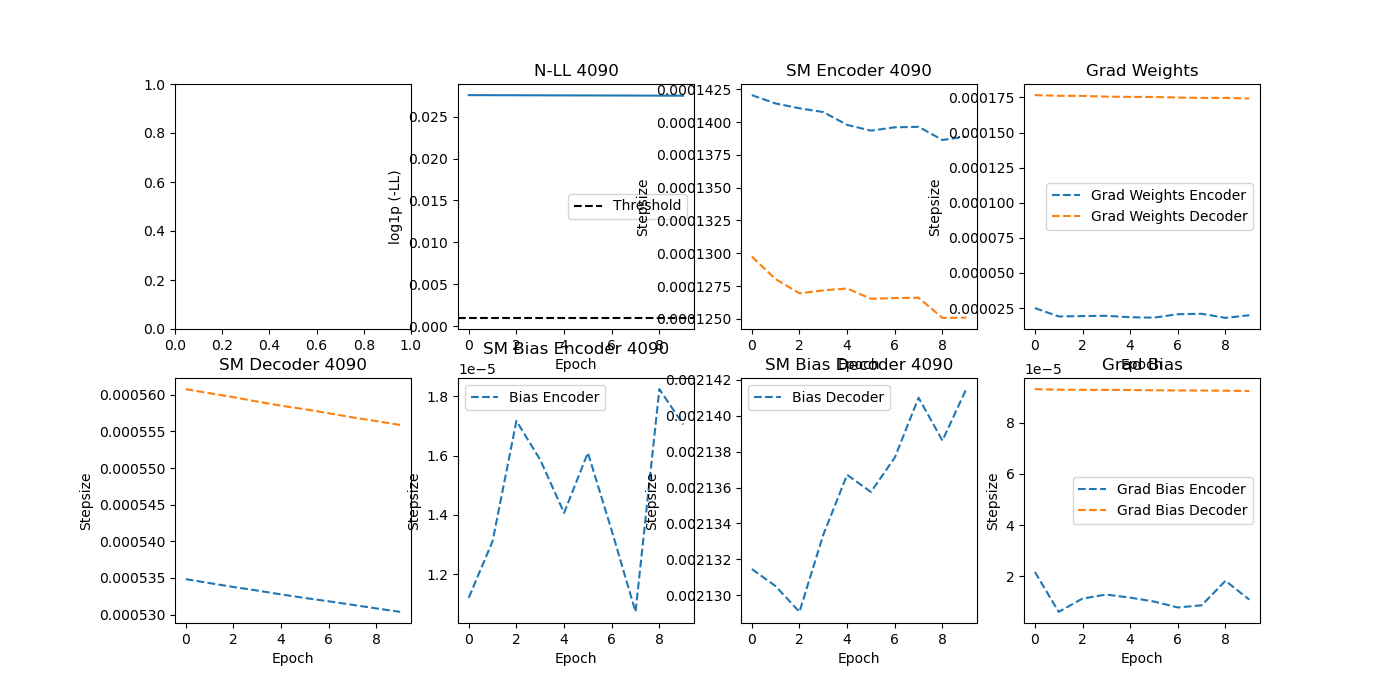 N-LL 4090
SM Encoder 4090
Grad Weights
1.0
0.8
0.6
0.4
0.2
0.0
0.0 0.2 0.4 0.6 0.8 1.0
log1p (-LL)
0.025
0.020
0.015
0.010
0.005
0.000
Threshold
0 2 4 6 8
Epoch
Stepsize
0.0001425
0.0001400
0.0001375
0.0001350
0.0001325
0.0001300
0.0001275
0.0001250
0 2 4 6 8
Epoch
Stepsize
0.000175
0.000150
0.000125
0.000100
0.000075
0.000050
0.000025
Grad Weights Encoder
Grad Weights Decoder
0 2 4 6 8
Epoch
SM Decoder 4090
SM Bias Encoder 4090
SM Bias Decoder 4090
Grad Bias
Stepsize
0.000560
0.000555
0.000550
0.000545
0.000540
0.000535
0.000530
0 2 4 6 8
Epoch
Stepsize
1e−5
1.8
1.6
1.4
1.2
Bias Encoder
0 2 4 6 8
Epoch
Stepsize
0.002142
0.002140
0.002138
0.002136
0.002134
0.002132
0.002130
Bias Decoder
0 2 4 6 8
Epoch
Stepsize
1e−5
8
6
4
2
Grad Bias Encoder
Grad Bias Decoder
0 2 4 6 8
Epoch